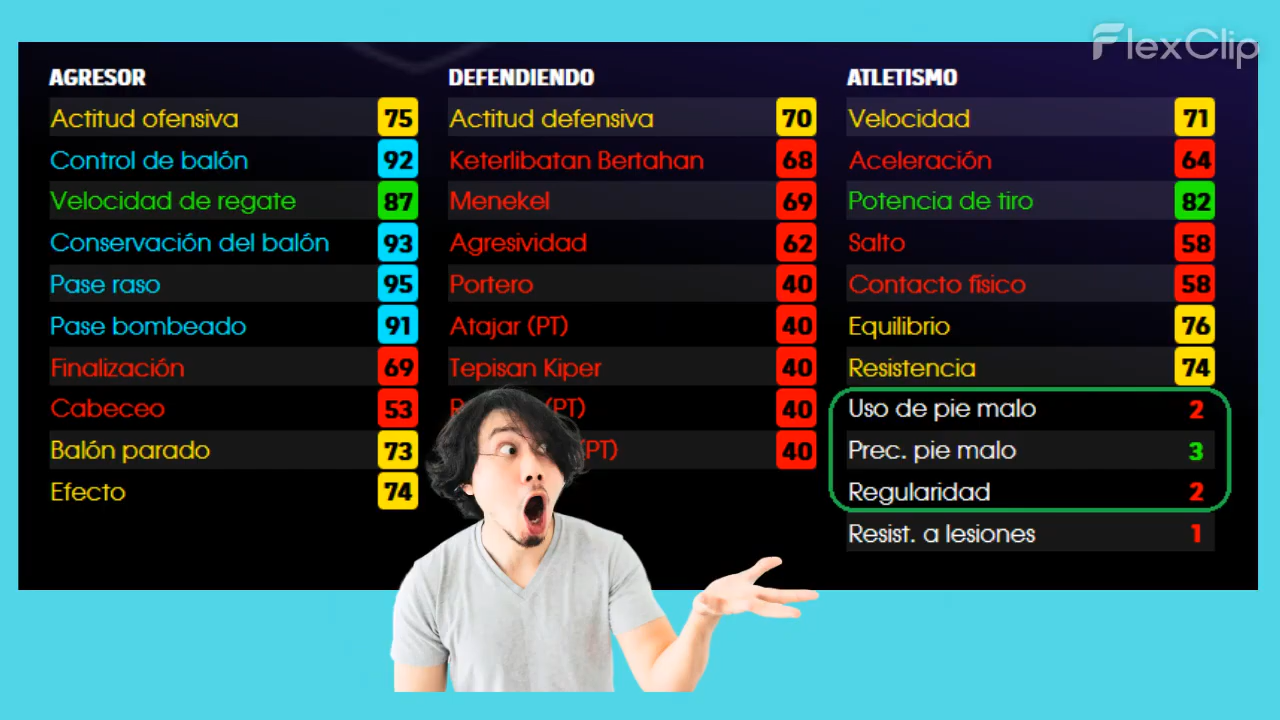 FlexClip
AGRESOR
Actitud ofensiva 75
Control de balón 92
Velocidad de regate 87
Conservación del balón 93
Pase raso 95
Pase bombeado 91
Finalización 69
Cabeceo 53
Balón parado 73
Efecto 74
DEFENDIENDO
Actitud defensiva 70
Keterlibatan Bertahan 68
Menekel 69
Agresividad 62
Portero 40
Atajar (PT) 40
Tepisan Kiper 40
(PT) 40
(PT) 40
ATLETISMO
Velocidad 71
Aceleración 64
Potencia de tiro 82
Salto 58
Contacto físico 58
Equilibrio 76
Resistencia 74
Uso de pie malo 2
Prec. pie malo 3
Regularidad 2
Resist. a lesiones 1